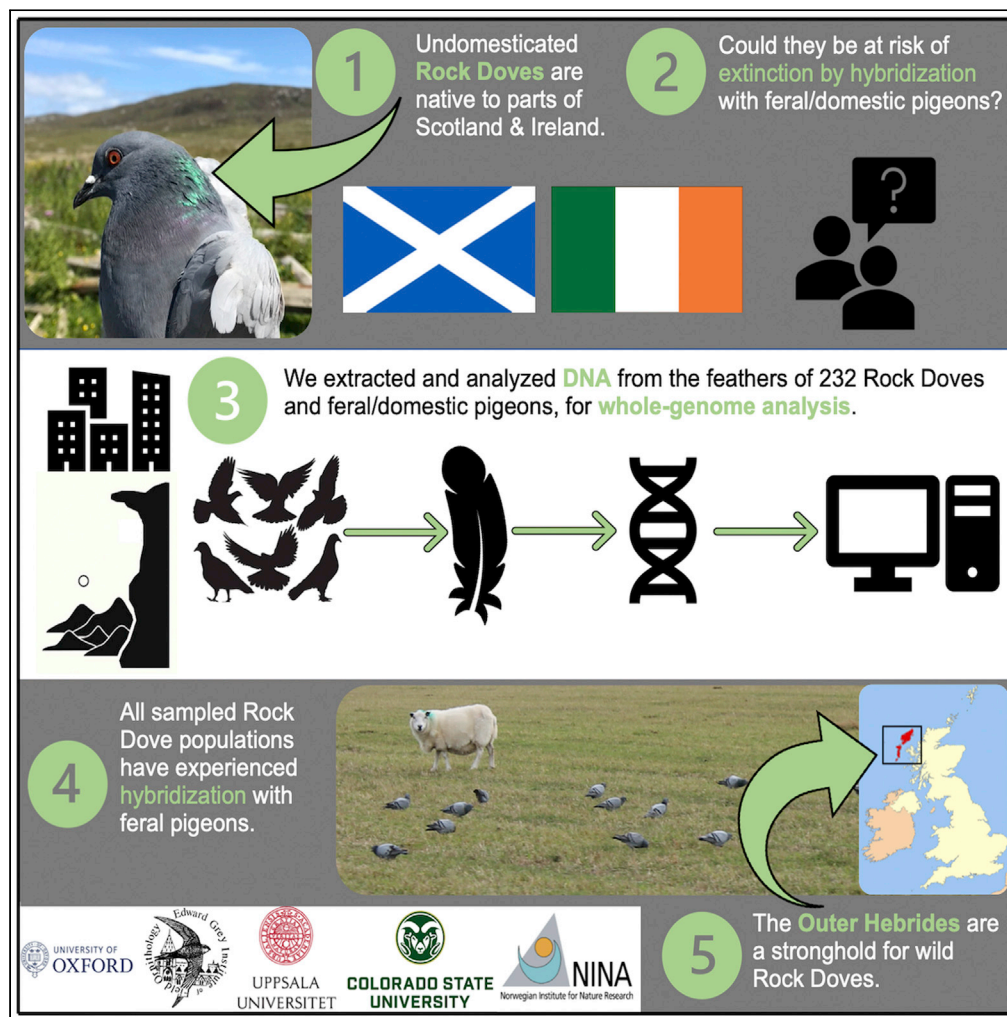 1
Undomesticated
Rock Doves are
native to parts of
Scotland & Ireland.
2
Could they be at risk of
extinction by hybridization
with feral/domestic pigeons?
?
3
We extracted and analyzed DNA from the feathers of 232 Rock Doves
and feral/domestic pigeons, for whole-genome analysis.
4
All sampled Rock
Dove populations
have experienced
hybridization with
feral pigeons.
5
The Outer Hebrides are
a stronghold for wild
Rock Doves.
UNIVERSITY OF
OXFORD
Edward Grey Institute of Field Ornithology
UPPSALA
UNIVERSITET
COLORADO STATE
UNIVERSITY
NINA
Norwegian Institute for Nature Research